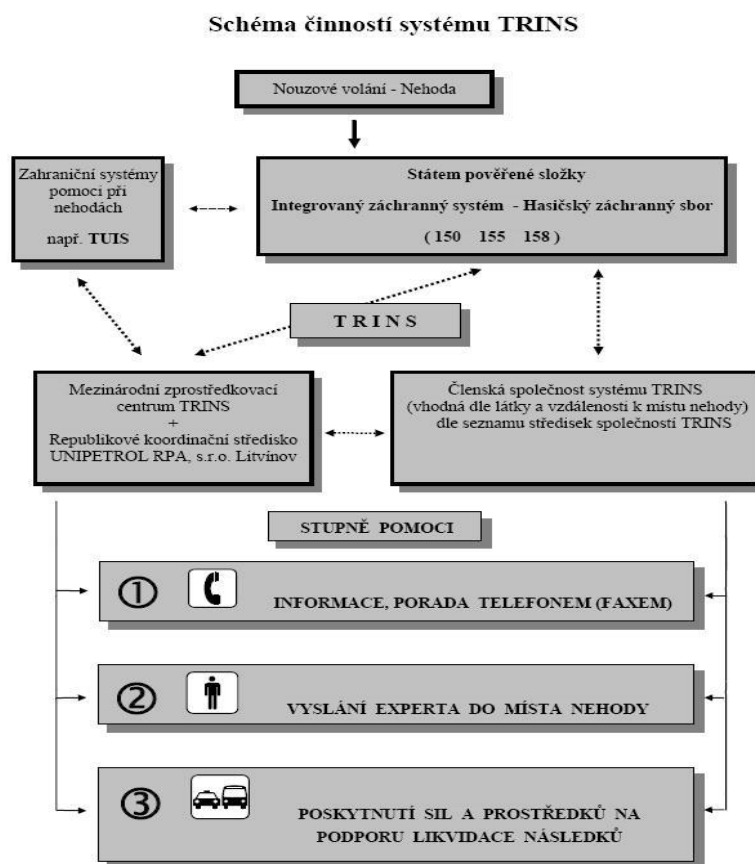 Schéma činností systému TRINS
Nouzové volání - Nehoda
Zahraniční systémy
pomoci při
nehodách
např. TUIS
Státem pověřené složky
Integrovaný záchranný systém - Hasičský záchranný sbor
( 150 155 158 )
T R I N S
Mezinárodní zprostředkovací
centrum TRINS
+
Republikové koordinační středisko
UNIPETROL RPA, s.r.o. Litvínov
Členská společnost systému TRINS
(vhodná dle látky a vzdálenosti k místu nehody)
dle seznamu středisek společností TRINS
STUPNĚ POMOCI
①
INFORMACE, PORADA TELEFONEM (FAXEM)
②
VYSLÁNÍ EXPERTA DO MÍSTA NEHODY
③
POSKYTNUTÍ SIL A PROSTŘEDKŮ NA
PODPORU LIKVIDACE NÁSLEDKŮ